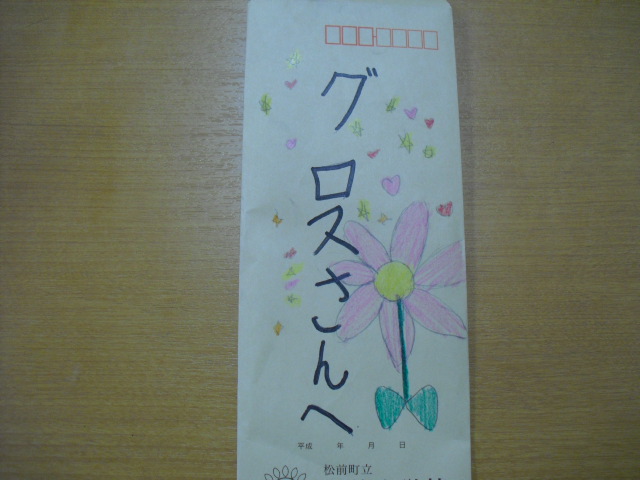 グロスさんへ
平成　年　月　日
松前町立